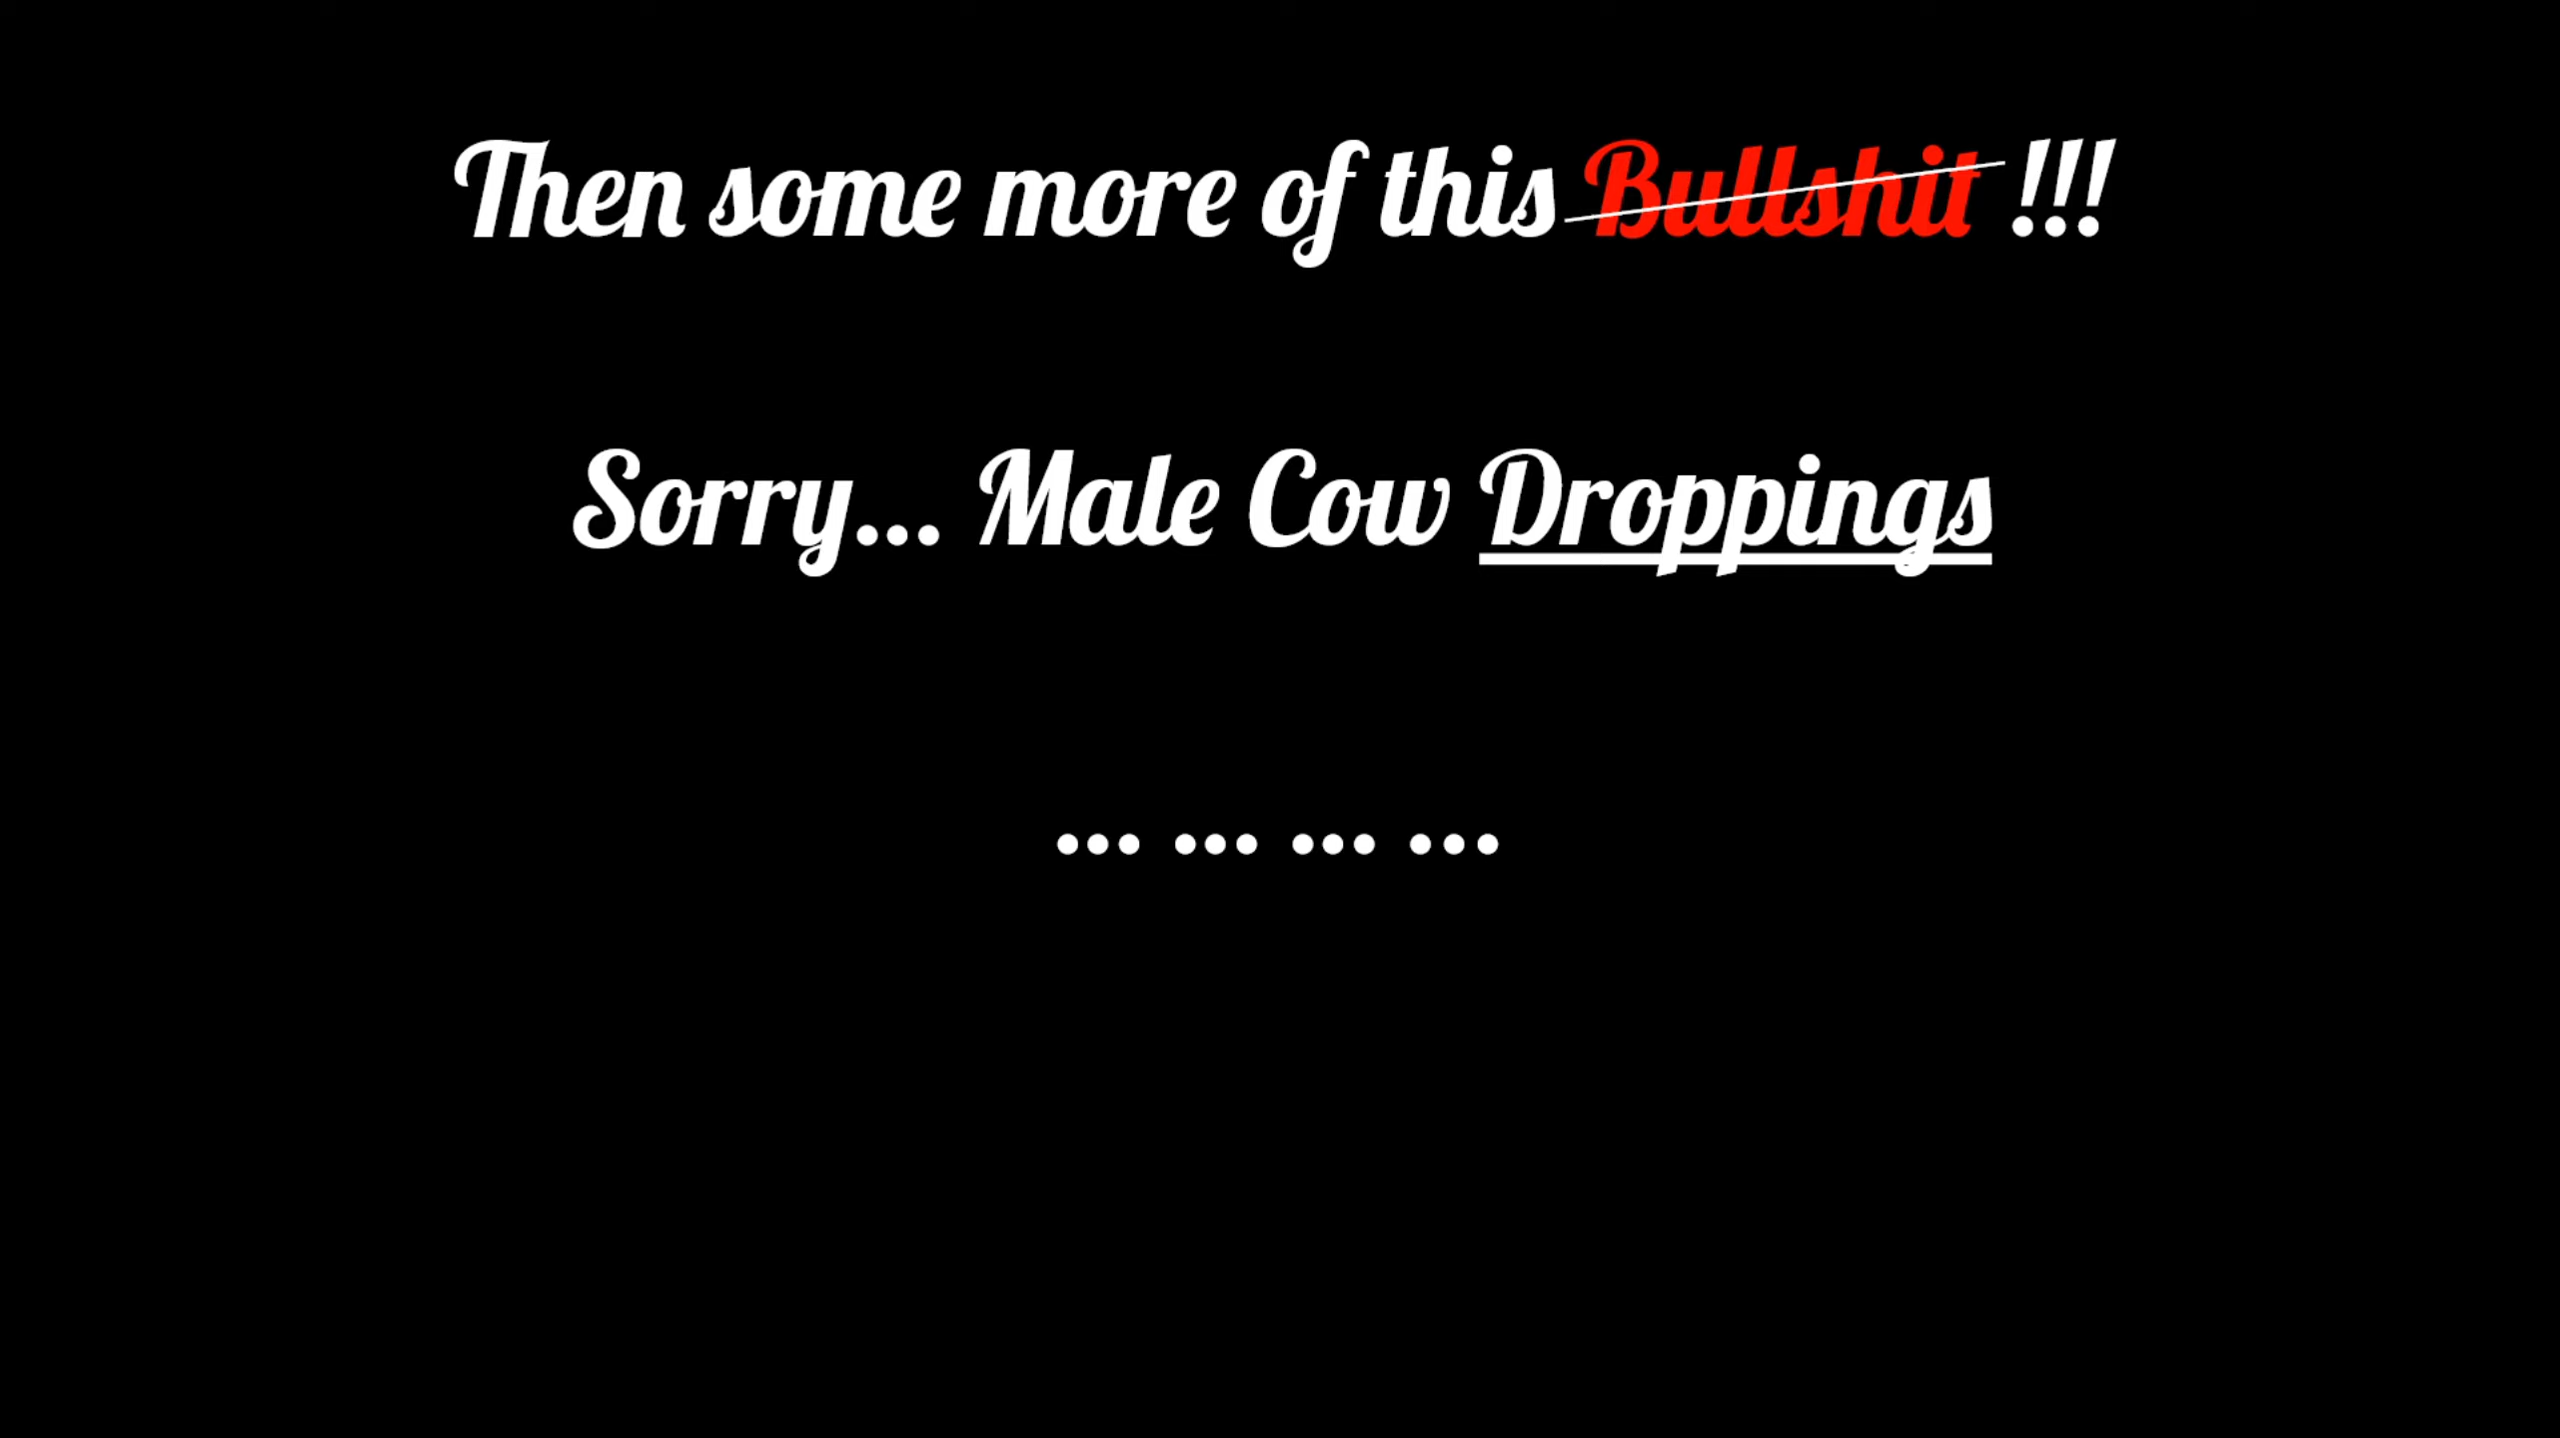 Then some more of this Bullshit !!!
Sorry... Male Cow Droppings
... ... ... ...